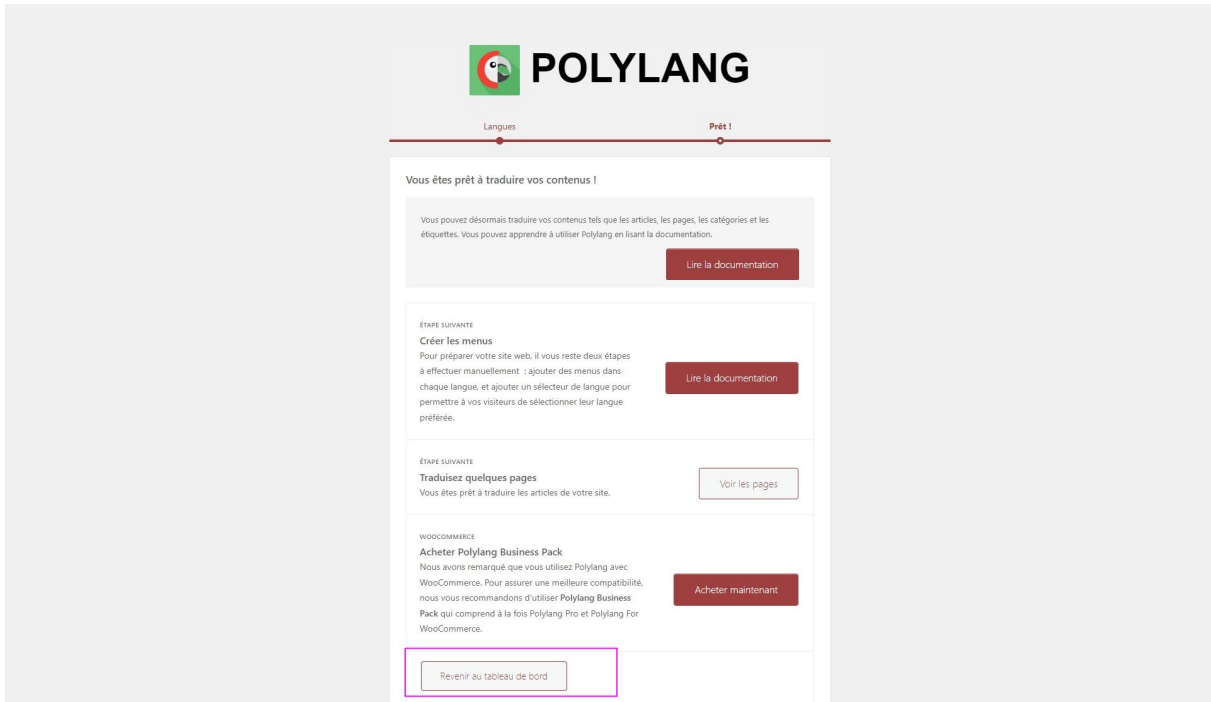 POLYLANG
Langues
Prêt !
Vous êtes prêt à traduire vos contenus !
Vous pouvez désormais traduire vos contenus tels que les articles, les pages, les catégories et les
étiquettes. Vous pouvez apprendre à utiliser Polylang en lisant la documentation.
Lire la documentation
ÉTAPE SUIVANTE
Créer les menus
Pour préparer votre site web, il vous reste deux étapes
à effectuer manuellement : ajouter des menus dans
chaque langue, et ajouter un sélecteur de langue pour
permettre à vos visiteurs de sélectionner leur langue
préférée.
Lire la documentation
ÉTAPE SUIVANTE
Traduisez quelques pages
Vous êtes prêt à traduire les articles de votre site.
Voir les pages
WOOCOMMERCE
Acheter Polylang Business Pack
Nous avons remarqué que vous utilisez Polylang avec
WooCommerce. Pour assurer une meilleure compatibilité,
nous vous recommandons d'utiliser Polylang Business
Pack qui comprend à la fois Polylang Pro et Polylang For
WooCommerce.
Acheter maintenant
Revenir au tableau de bord